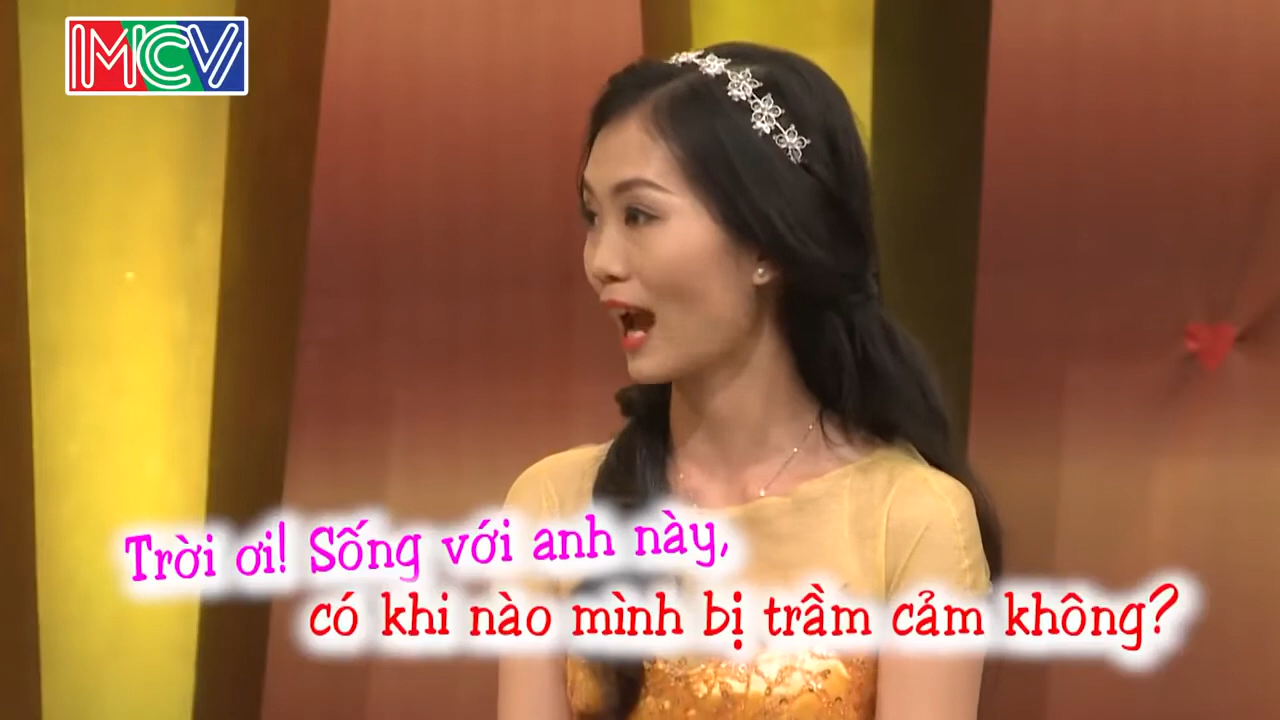 MCV
Trời ơi! Sống với anh này,
có khi nào mình bị trầm cảm không?